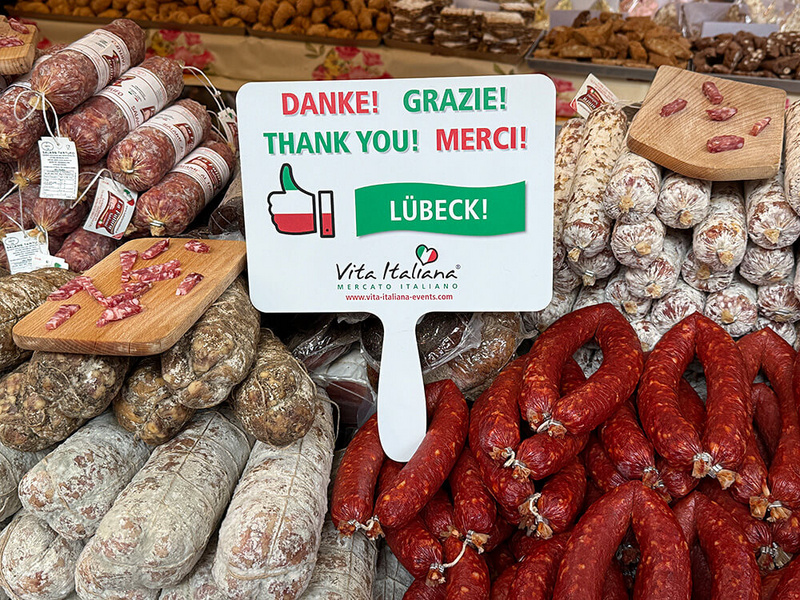 DANKE! GRAZIE!
THANK YOU! MERCI!
LÜBECK!
Vita Italiana®
MERCATO ITALIANO
www.vita-italiana-events.com